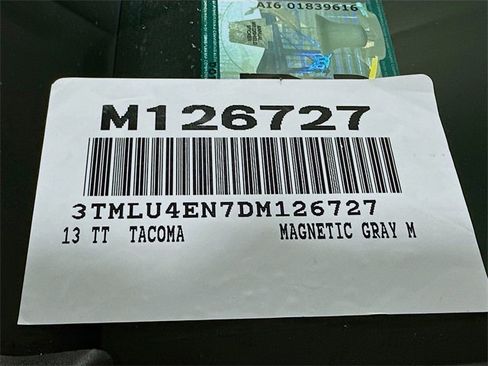 AI6 01839616
M126727
3TMLU4EN7DM126727
13 TT TACOMA MAGNETIC GRAY M